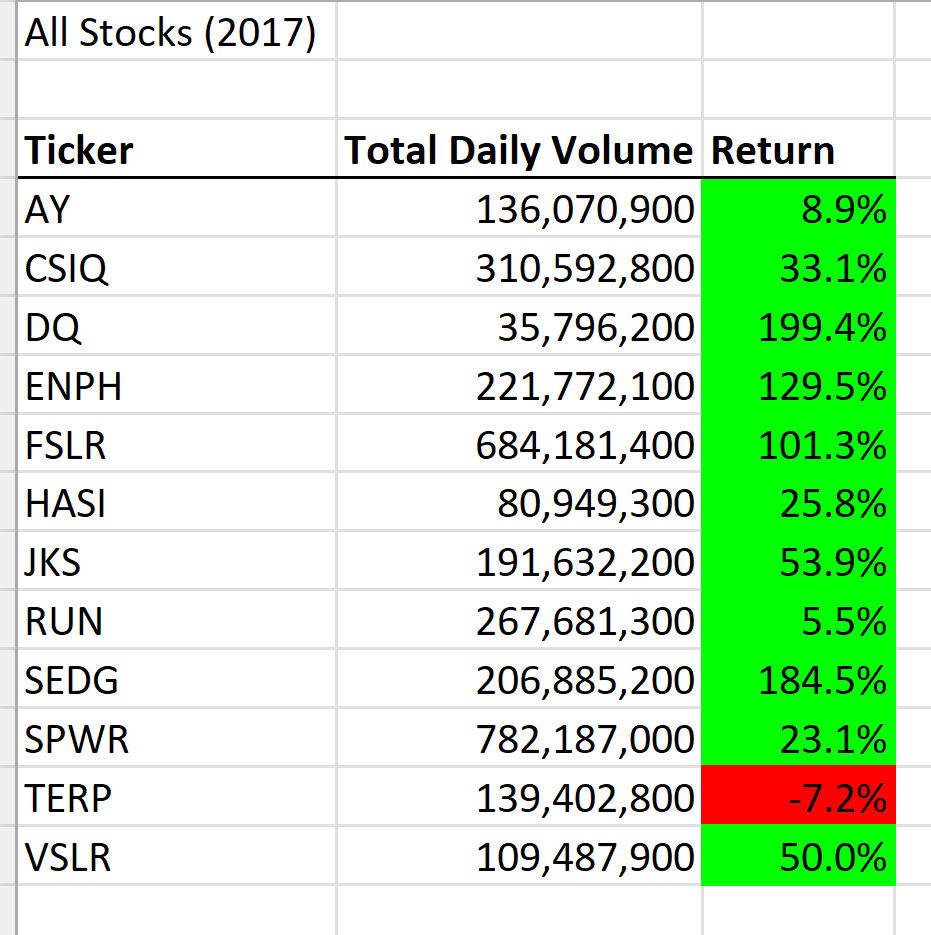 All Stocks (2017)
Ticker Total Daily Volume Return
AY 136,070,900 8.9%
CSIQ 310,592,800 33.1%
DQ 35,796,200 199.4%
ENPH 221,772,100 129.5%
FSLR 684,181,400 101.3%
HASI 80,949,300 25.8%
JKS 191,632,200 53.9%
RUN 267,681,300 5.5%
SEDG 206,885,200 184.5%
SPWR 782,187,000 23.1%
TERP 139,402,800 -7.2%
VSLR 109,487,900 50.0%